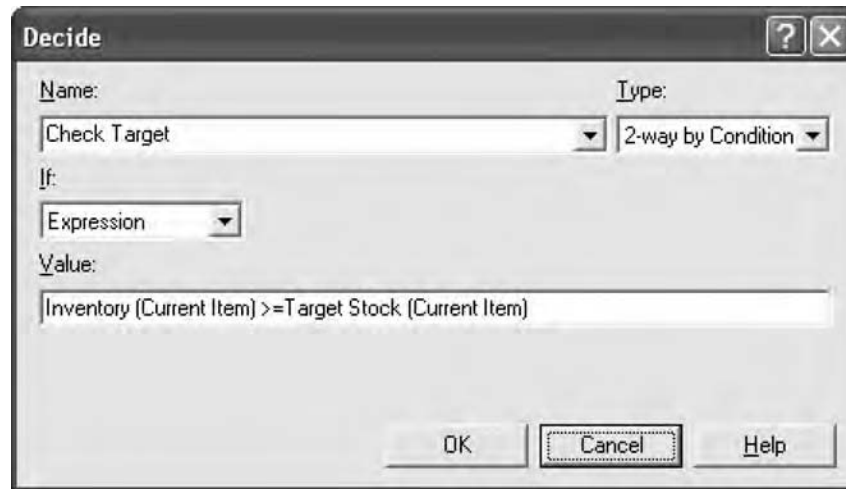 Decide
Name: Type:
Check Target 2-way by Condition
If:
Expression
Value:
Inventory (Current Item) >=Target Stock (Current Item)
OK Cancel Help